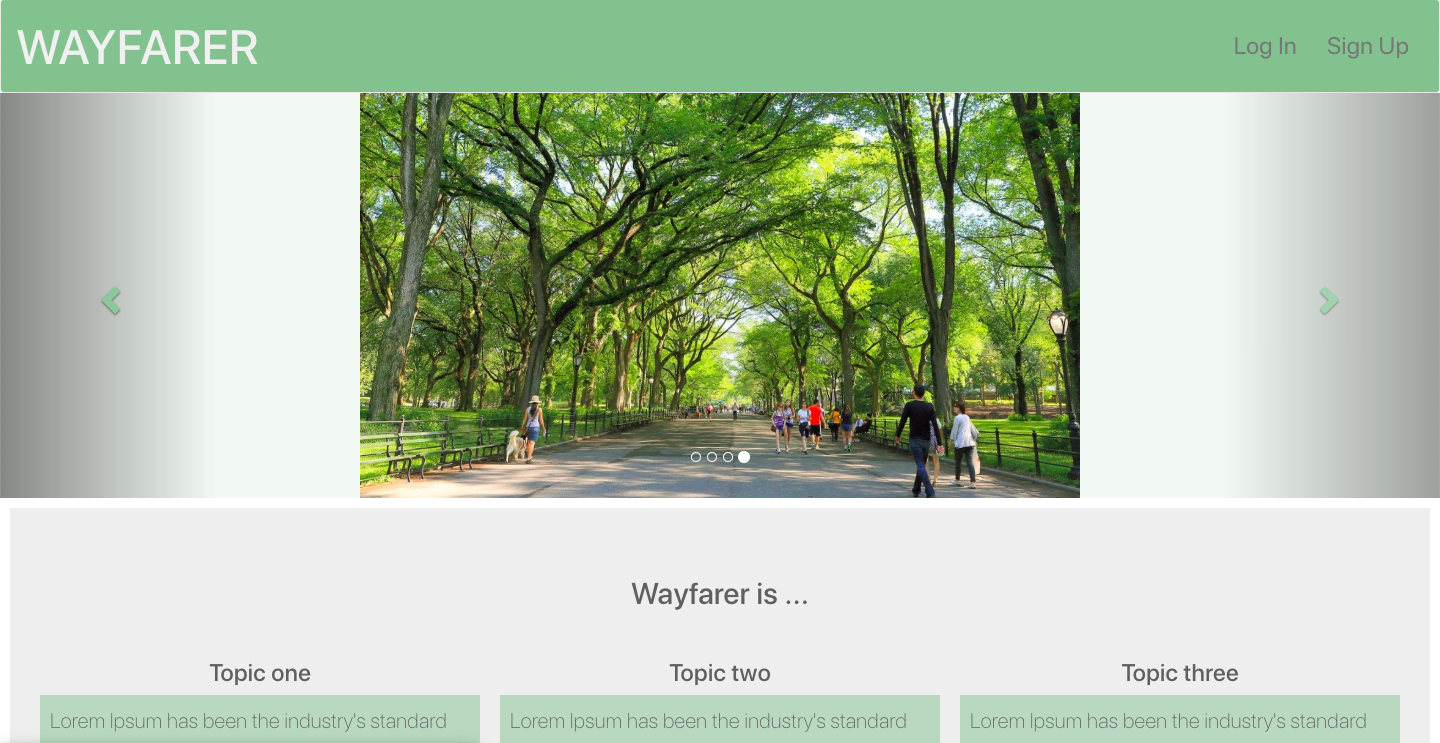 WAYFARER
Log In Sign Up
Wayfarer is ...
Topic one
Topic two
Topic three
Lorem Ipsum has been the industry's standard
Lorem Ipsum has been the industry's standard
Lorem Ipsum has been the industry's standard